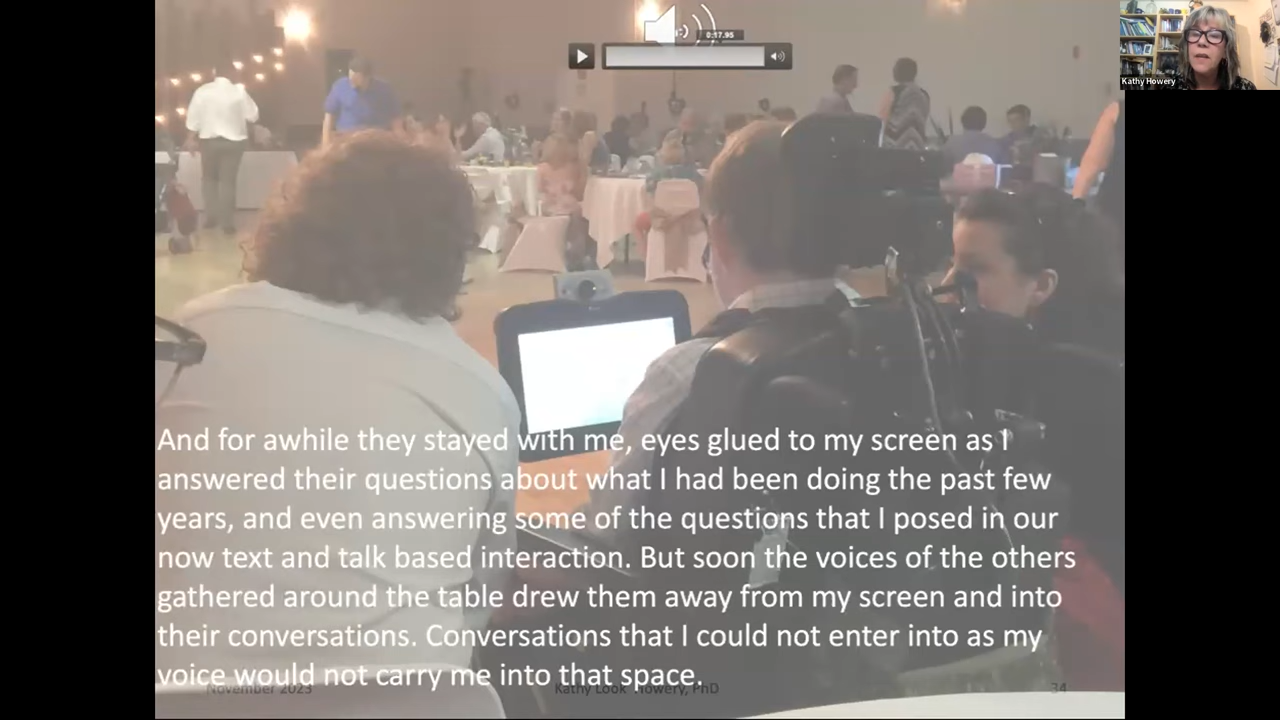 0:17.95
Kathy Howery
And for awhile they stayed with me, eyes glued to my screen as I
answered their questions about what I had been doing the past few
years, and even answering some of the questions that I posed in our
now text and talk based interaction. But soon the voices of the others
gathered around the table drew them away from my screen and into
their conversations. Conversations that I could not enter into as my
voice would not carry me into that space.
November 2023 Kathy Look Howery, PhD 34